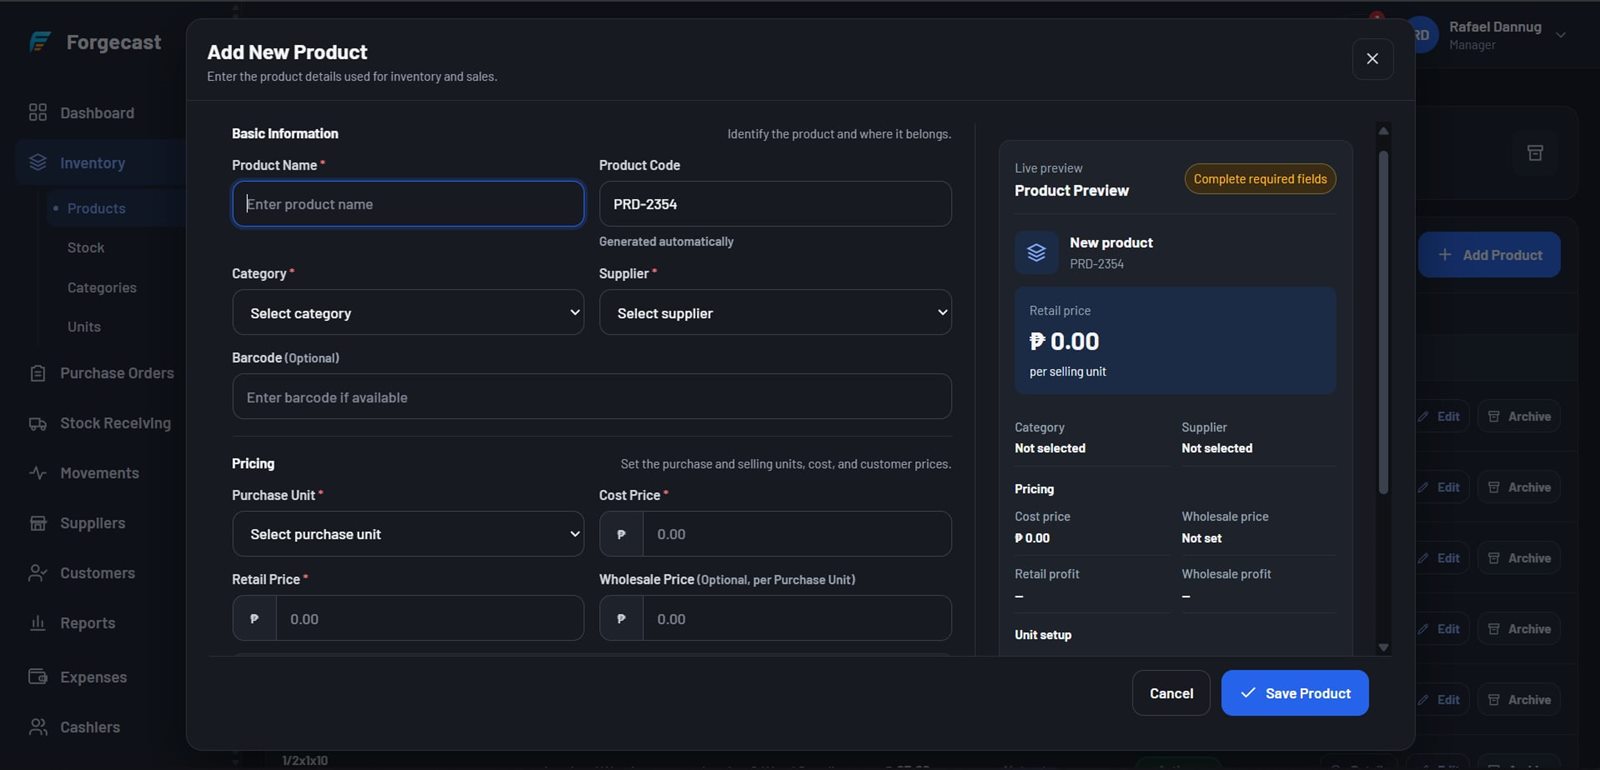 Forgecast
Dashboard
Inventory
Products
Stock
Categories
Units
Purchase Orders
Stock Receiving
Movements
Suppliers
Customers
Reports
Expenses
Cashlers
RD
Rafael Dannug
Manager
Add New Product
Enter the product details used for inventory and sales.
Basic Information
Identify the product and where it belongs.
Product Name *
Product Code
Enter product name
PRD-2354
Generated automatically
Category *
Supplier *
Select category
Select supplier
Barcode (Optional)
Enter barcode if available
Pricing
Set the purchase and selling units, cost, and customer prices.
Purchase Unit *
Cost Price *
Select purchase unit
₱ 0.00
Retail Price *
Wholesale Price (Optional, per Purchase Unit)
₱ 0.00
₱ 0.00
Live preview
Product Preview
Complete required fields
New product
PRD-2354
Retail price
₱ 0.00
per selling unit
Category
Supplier
Not selected
Not selected
Pricing
Cost price
Wholesale price
₱ 0.00
Not set
Retail profit
Wholesale profit
–
–
Unit setup
Cancel
Save Product
+ Add Product
Edit
Archive
Edit
Archive
Edit
Archive
Edit
Archive
Edit
Archive
1/2x1x10